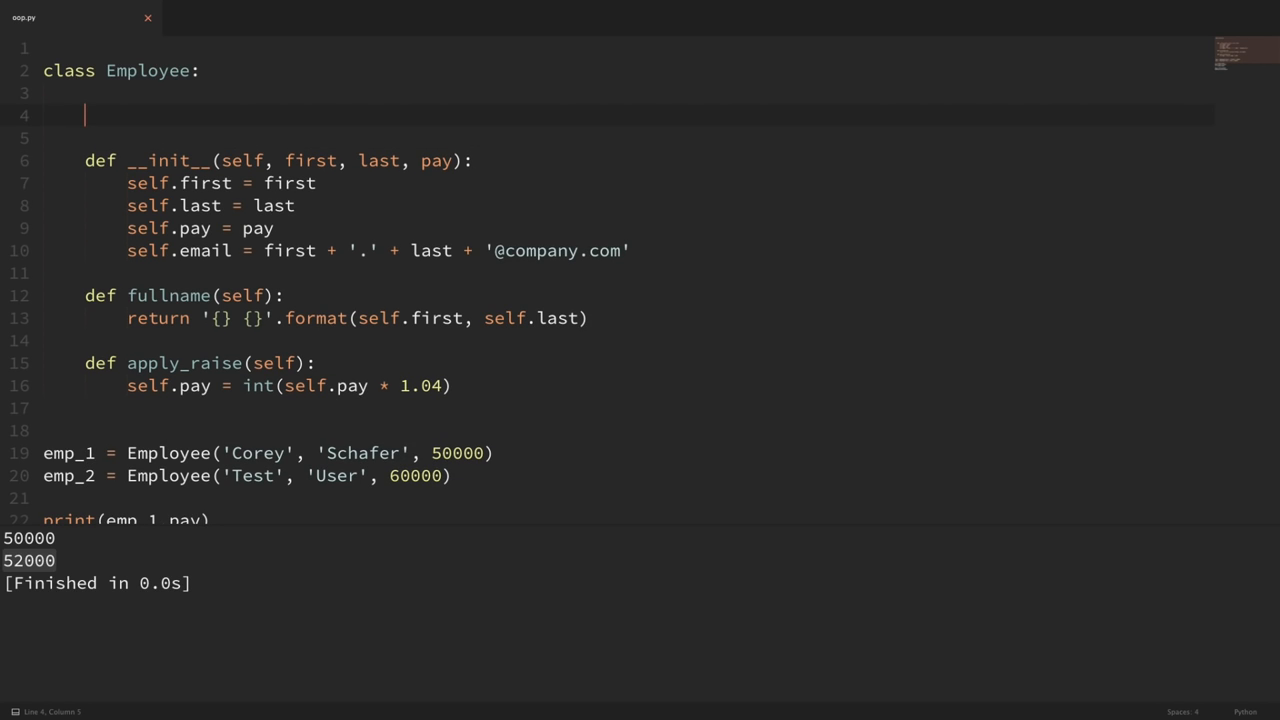 oop.py
1
2 class Employee:
3
4
5
6     def __init__(self, first, last, pay):
7         self.first = first
8         self.last = last
9         self.pay = pay
10         self.email = first + '.' + last + '@company.com'
11
12     def fullname(self):
13         return '{} {}'.format(self.first, self.last)
14
15     def apply_raise(self):
16         self.pay = int(self.pay * 1.04)
17
18
19 emp_1 = Employee('Corey', 'Schafer', 50000)
20 emp_2 = Employee('Test', 'User', 60000)
21
22 print(emp_1.pay)
50000
52000
[Finished in 0.0s]
Line 4, Column 5
Spaces: 4
Python